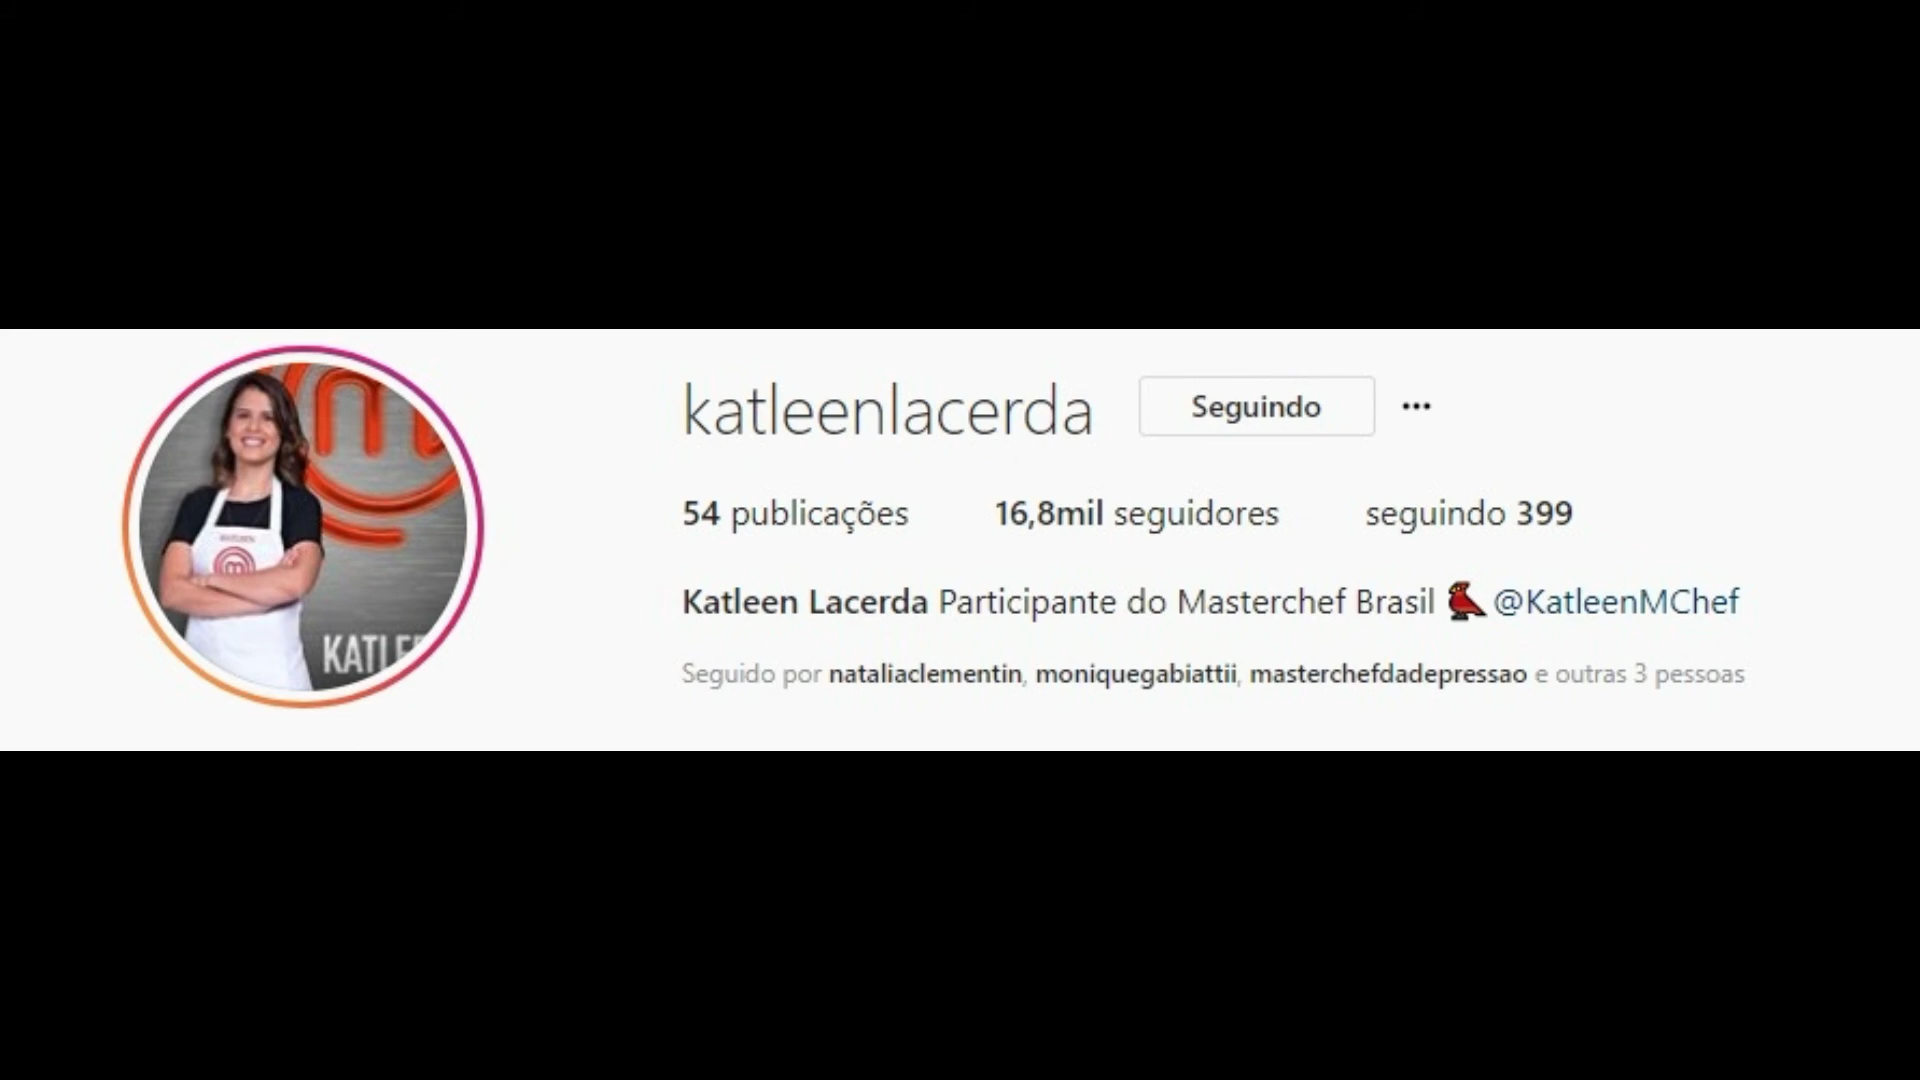 katleenlacerda Seguindo ...
54 publicações 16,8mil seguidores seguindo 399
Katleen Lacerda Participante do Masterchef Brasil @KatleenMChef
Seguido por nataliaclementin, moniquegabiattii, masterchefdadepressao e outras 3 pessoas